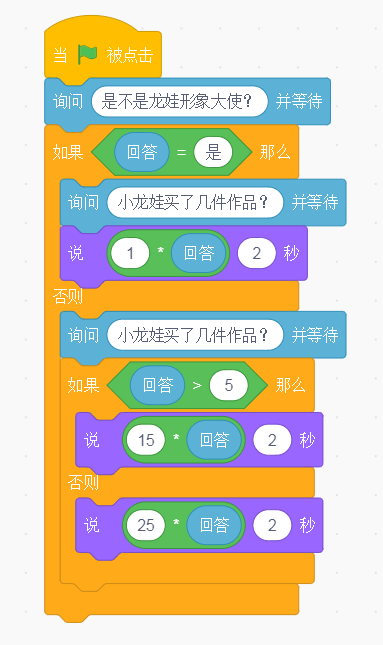 当 被点击
询问 是不是龙娃形象大使? 并等待
如果 回答 = 是 那么
询问 小龙娃买了几件作品? 并等待
说 1 * 回答 2 秒
否则
询问 小龙娃买了几件作品? 并等待
如果 回答 > 5 那么
说 15 * 回答 2 秒
否则
说 25 * 回答 2 秒